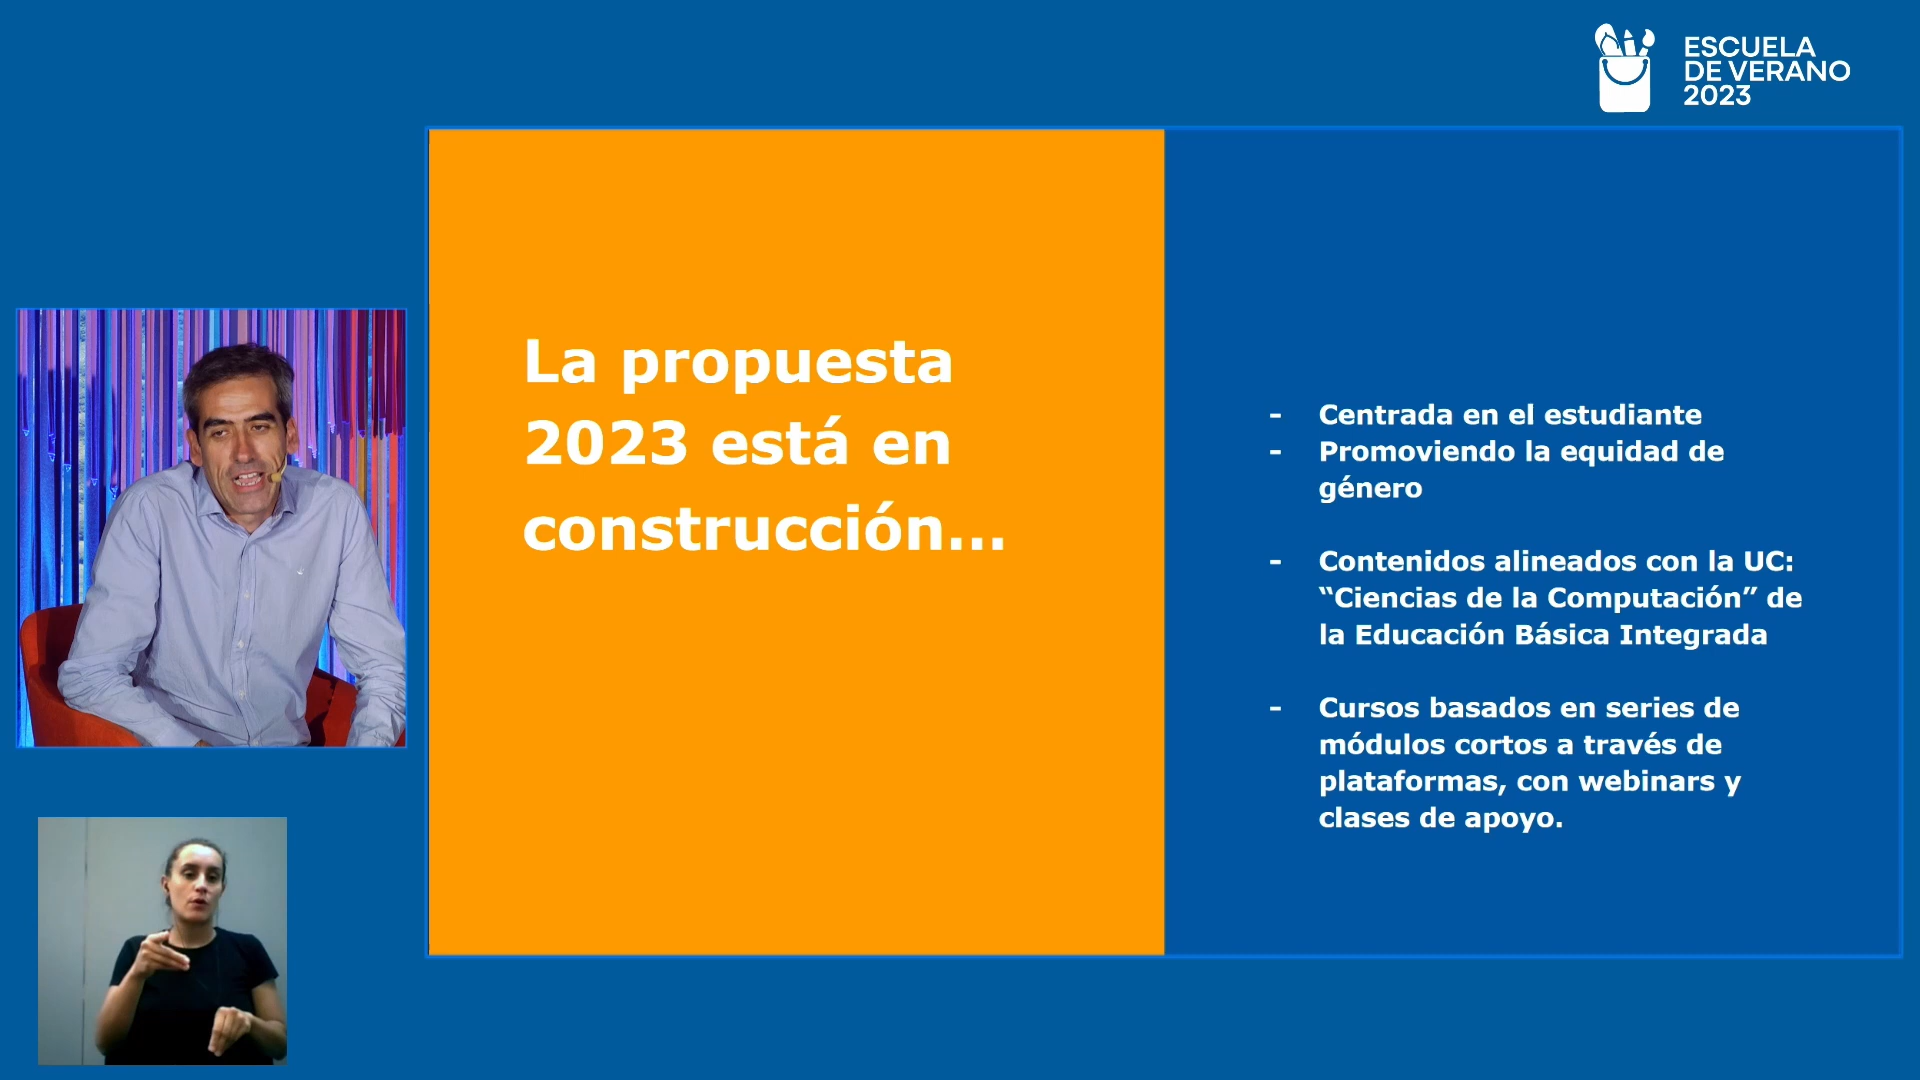 ESCUELA
DE VERANO
2023
La propuesta
2023 está en
construcción...
- Centrada en el estudiante
- Promoviendo la equidad de
género
- Contenidos alineados con la UC:
“Ciencias de la Computación” de
la Educación Básica Integrada
- Cursos basados en series de
módulos cortos a través de
plataformas, con webinars y
clases de apoyo.